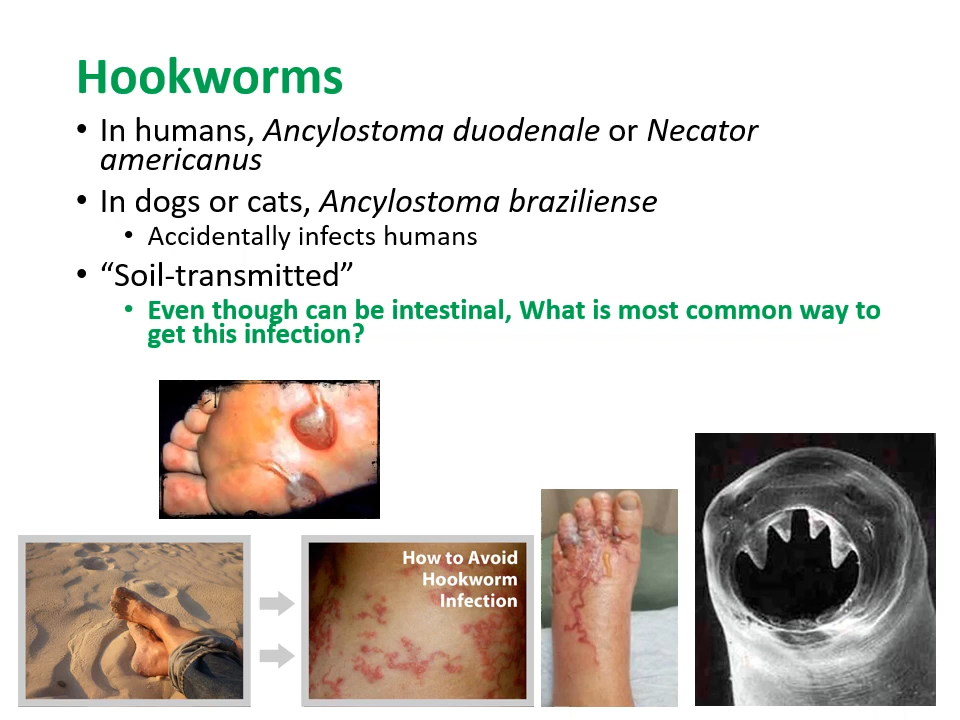 Hookworms
• In humans, Ancylostoma duodenale or Necator
americanus
• In dogs or cats, Ancylostoma braziliense
• Accidentally infects humans
• “Soil-transmitted”
• Even though can be intestinal, What is most common way to
get this infection?
How to Avoid
Hookworm
Infection